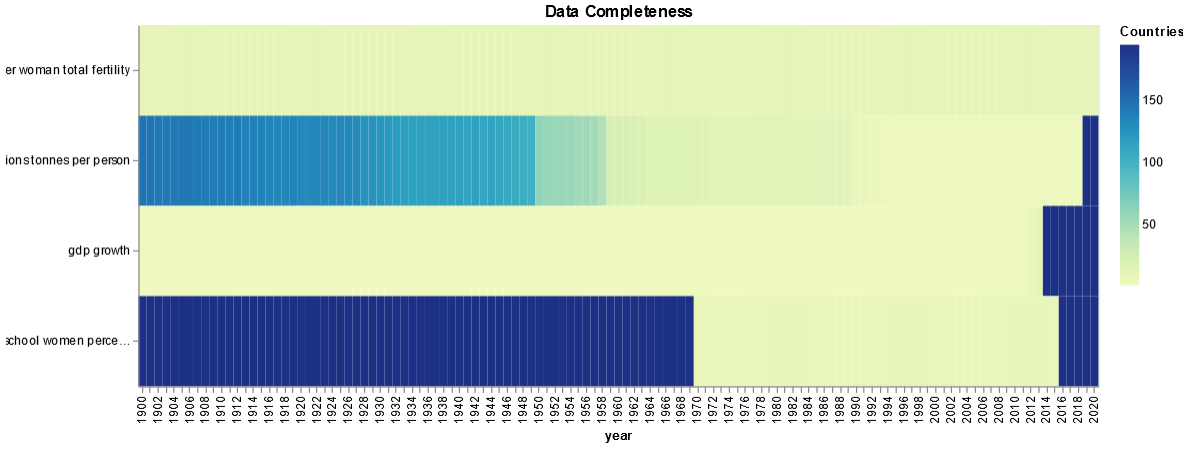 Data Completeness
Countries
150
100
50
er woman total fertility
ions tonnes per person
gdp growth
school women perce...
1900 1902 1904 1906 1908 1910 1912 1914 1916 1918 1920 1922 1924 1926 1928 1930 1932 1934 1936 1938 1940 1942 1944 1946 1948 1950 1952 1954 1956 1958 1960 1962 1964 1966 1968 1970 1972 1974 1976 1978 1980 1982 1984 1986 1988 1990 1992 1994 1996 1998 2000 2002 2004 2006 2008 2010 2012 2014 2016 2018 2020
year